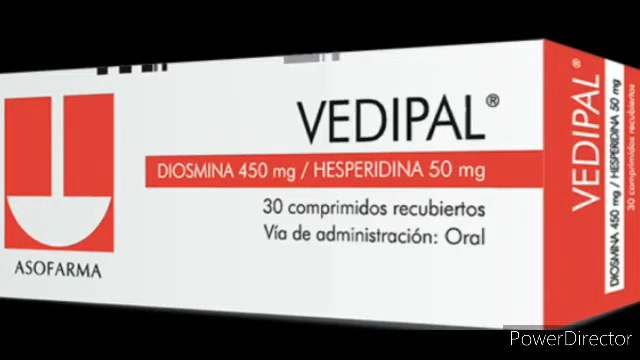 VEDIPAL®
DIOSMINA 450 mg / HESPERIDINA 50 mg
30 comprimidos recubiertos
Vía de administración: Oral
ASOFARMA
VEDIPAL®
DIOSMINA 450 mg / HESPERIDINA 50 mg
30 comprimidos recubiertos
PowerDirector